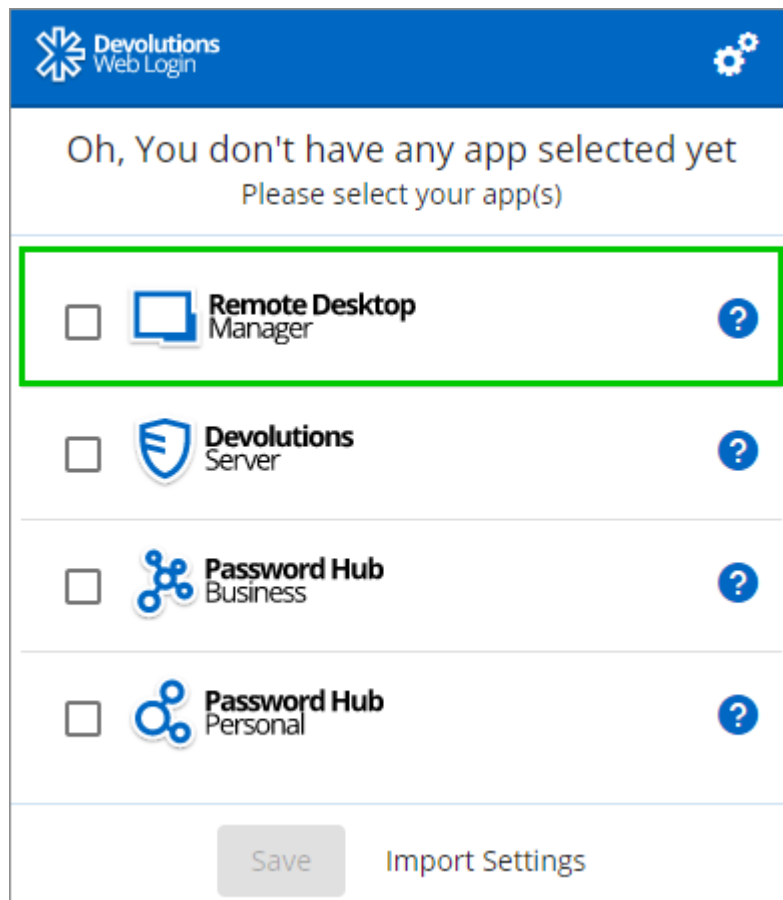 Devolutions
Web Login
Oh, You don't have any app selected yet
Please select your app(s)
Remote Desktop
Manager
?
Devolutions
Server
?
Password Hub
Business
?
Password Hub
Personal
?
Save Import Settings